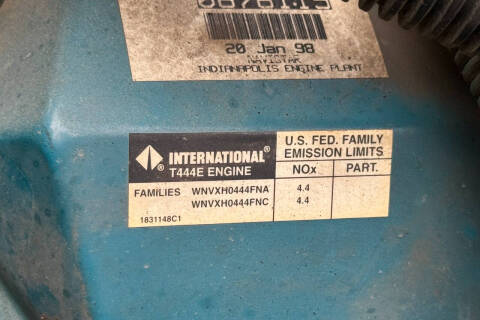 20 Jan 98
NAVISTAR
INDIANAPOLIS ENGINE PLANT
INTERNATIONAL®
T444E ENGINE
U.S. FED. FAMILY
EMISSION LIMITS
NOx PART.
FAMILIES WNVXH0444FNA 4.4
WNVXH0444FNC 4.4
1831148C1